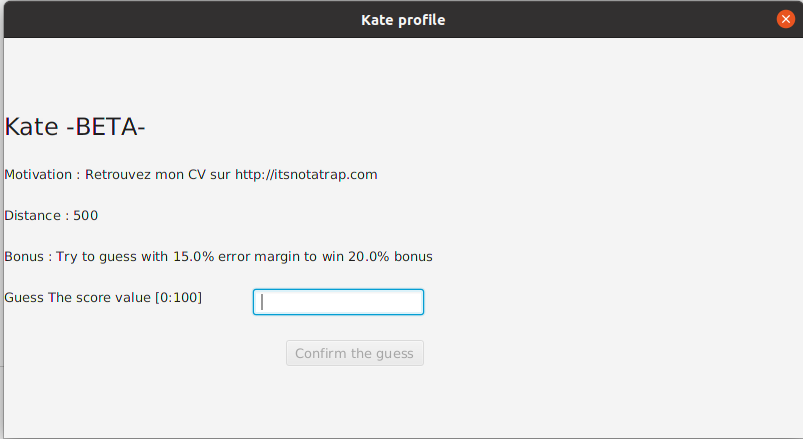 Kate profile
Kate -BETA-
Motivation : Retrouvez mon CV sur http://itsnotatrap.com
Distance : 500
Bonus : Try to guess with 15.0% error margin to win 20.0% bonus
Guess The score value [0:100]
Confirm the guess